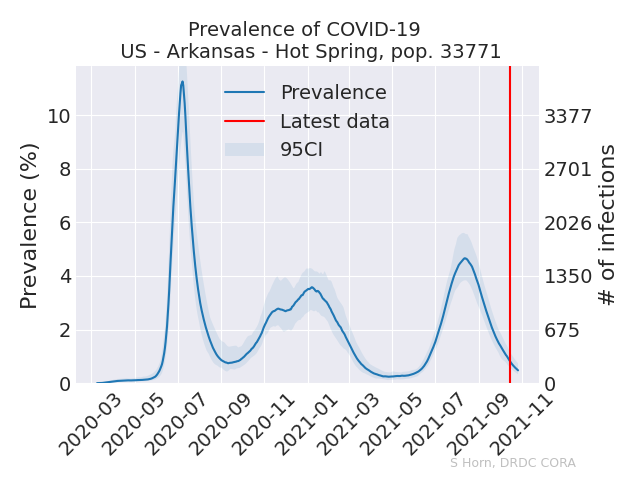 Prevalence of COVID-19
US - Arkansas - Hot Spring, pop. 33771
Prevalence
Latest data
95CI
Prevalence (%)
10
8
6
4
2
0
3377
2701
2026
1350
675
0
# of infections
2020-03
2020-05
2020-07
2020-09
2020-11
2021-01
2021-03
2021-05
2021-07
2021-09
2021-11
S Horn, DRDC CORA